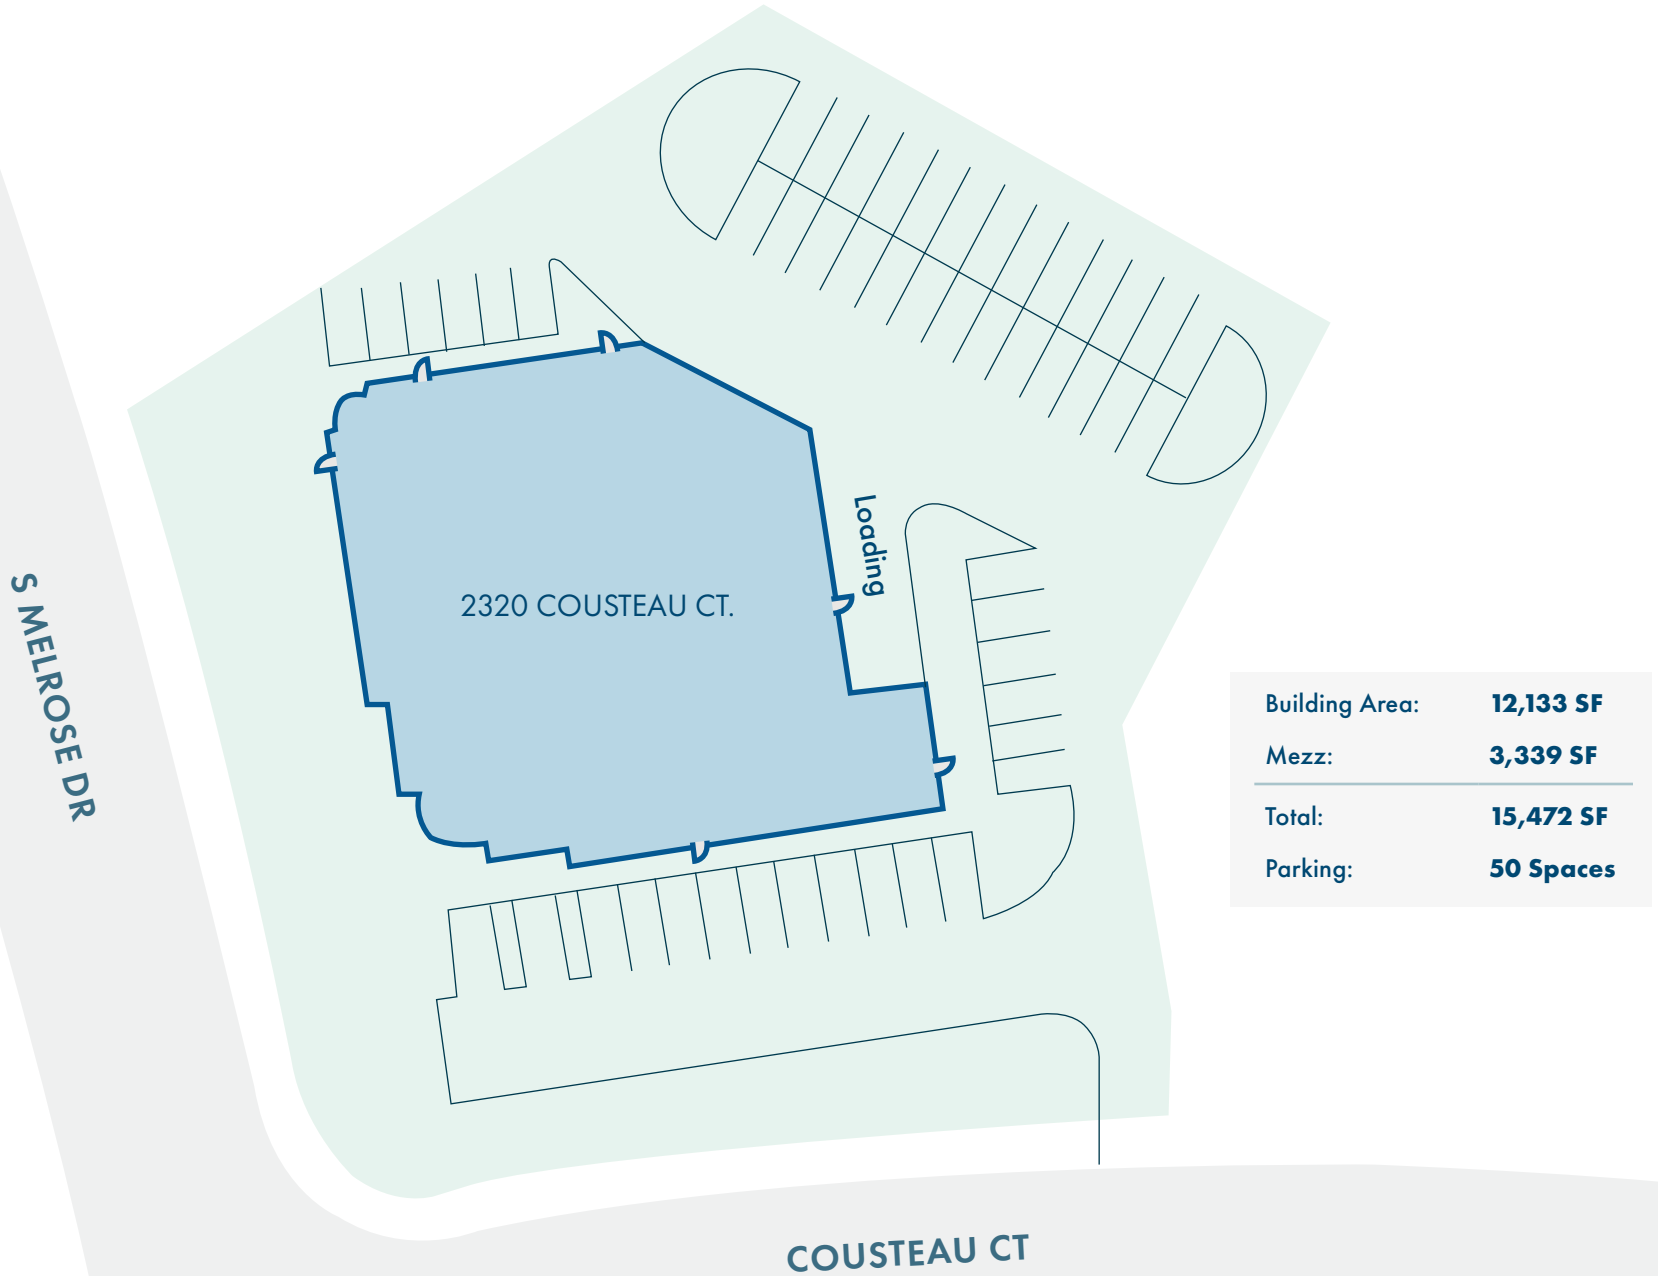 S MELROSE DR
2320 COUSTEAU CT.
Loading
Building Area: 12,133 SF
Mezz: 3,339 SF
Total: 15,472 SF
Parking: 50 Spaces
COUSTEAU CT